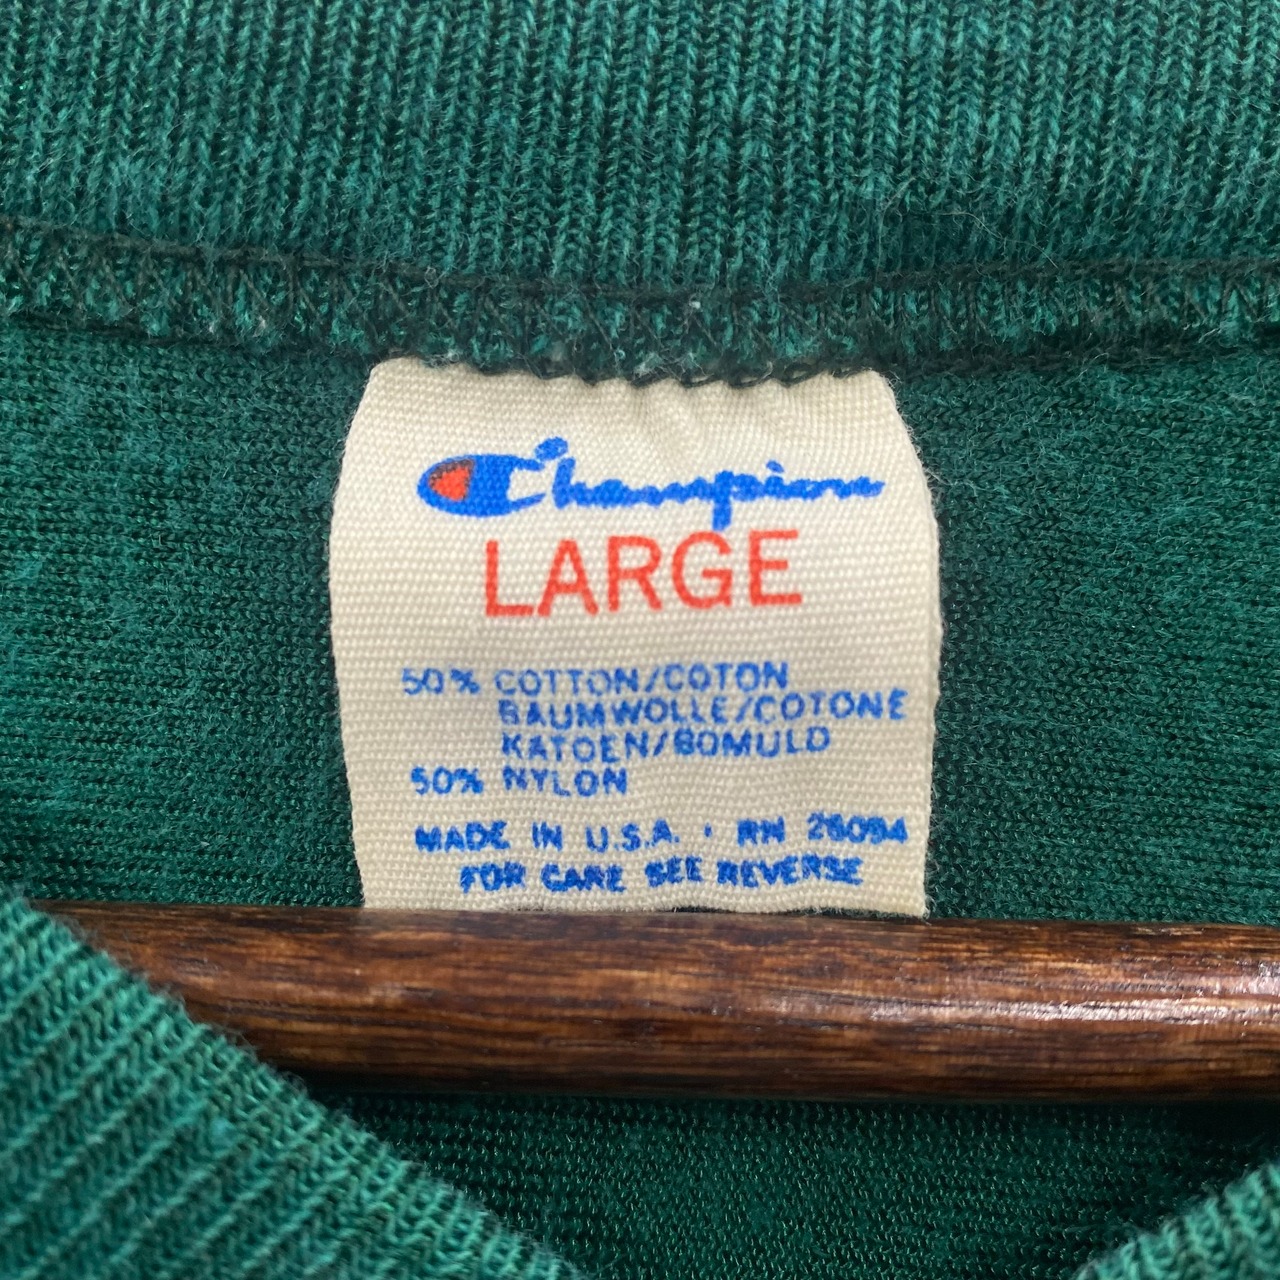 Champion
LARGE
50% COTTON/COTON
BAUMWOLLE/COTONE
KATOEN/BOMULD
50% NYLON
MADE IN U.S.A. · RN 26094
FOR CARE SEE REVERSE